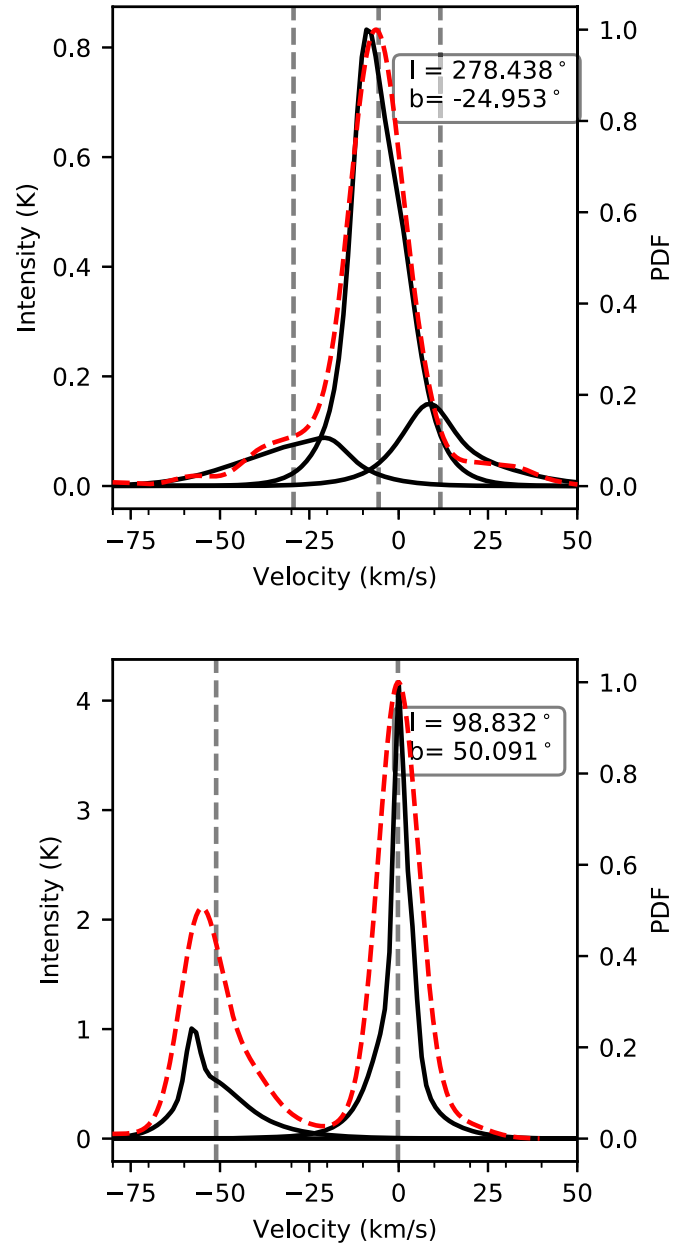 l = 278.438°
b= -24.953°
0.8
0.6
0.4
0.2
0.0
Intensity (K)
1.0
0.8
0.6
0.4
0.2
0.0
PDF
−75 −50 −25 0 25 50
Velocity (km/s)
l = 98.832°
b= 50.091°
4
3
2
1
0
Intensity (K)
1.0
0.8
0.6
0.4
0.2
0.0
PDF
−75 −50 −25 0 25 50
Velocity (km/s)